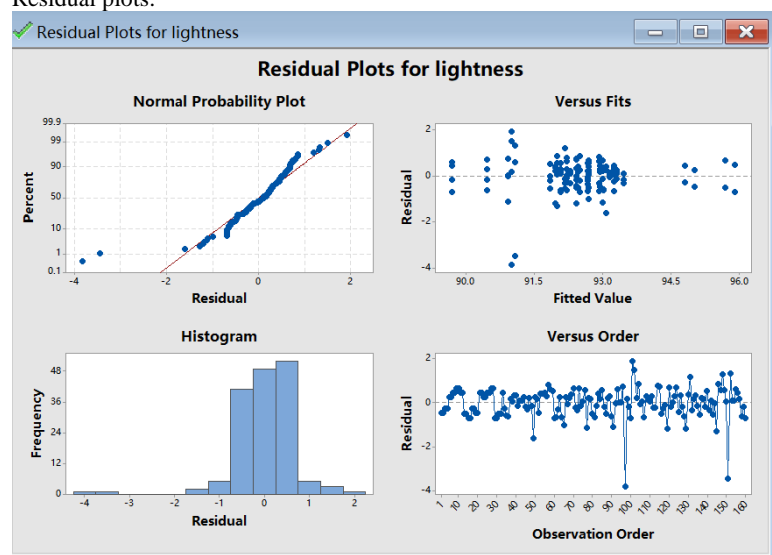 Residual plots:
Residual Plots for lightness
Residual Plots for lightness
Normal Probability Plot
99.9
99
90
50
10
1
0.1
Percent
-4 -2 0 2
Residual
Versus Fits
2
0
-2
-4
Residual
90.0 91.5 93.0 94.5 96.0
Fitted Value
Histogram
48
36
24
12
0
Frequency
-4 -3 -2 -1 0 1 2
Residual
Versus Order
2
0
-2
-4
Residual
1 10 20 30 40 50 60 70 80 90 100 110 120 130 140 150 160
Observation Order